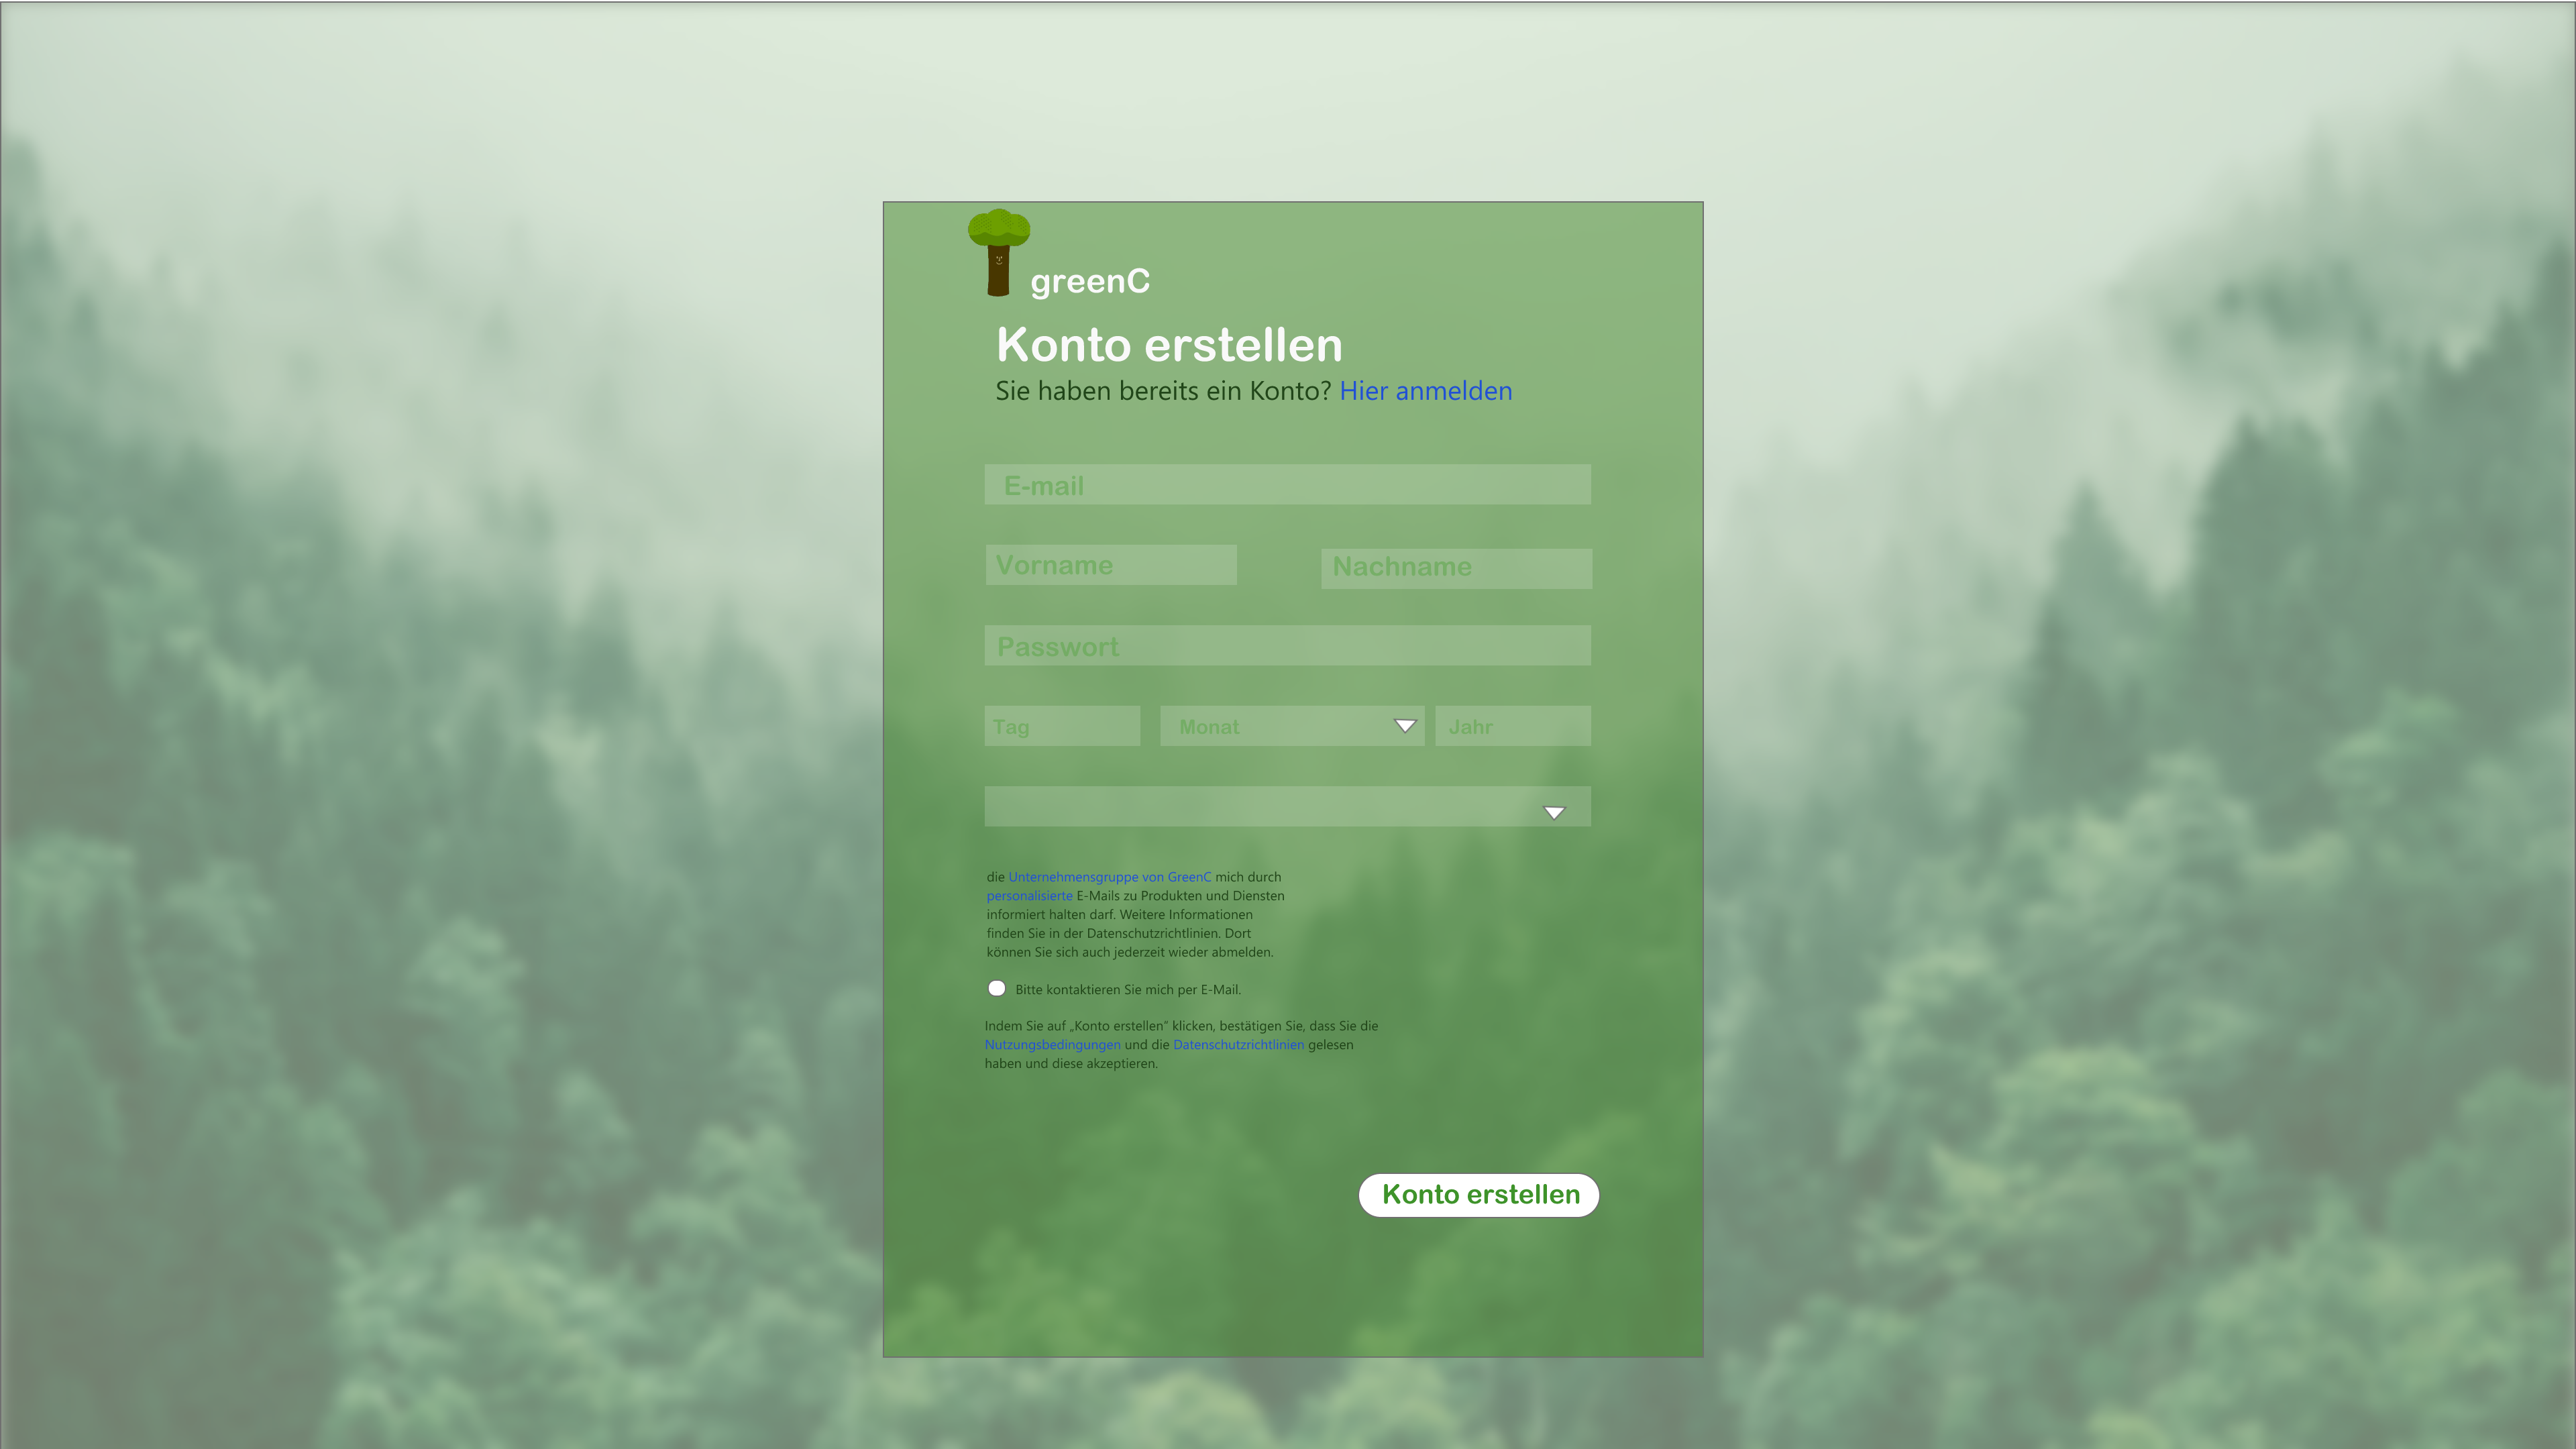 greenC
Konto erstellen
Sie haben bereits ein Konto? Hier anmelden
E-mail
Vorname Nachname
Passwort
Tag Monat Jahr
die Unternehmensgruppe von GreenC mich durch
personalisierte E-Mails zu Produkten und Diensten
informiert halten darf. Weitere Informationen
finden Sie in der Datenschutzrichtlinien. Dort
können Sie sich auch jederzeit wieder abmelden.
Bitte kontaktieren Sie mich per E-Mail.
Indem Sie auf „Konto erstellen“ klicken, bestätigen Sie, dass Sie die
Nutzungsbedingungen und die Datenschutzrichtlinien gelesen
haben und diese akzeptieren.
Konto erstellen